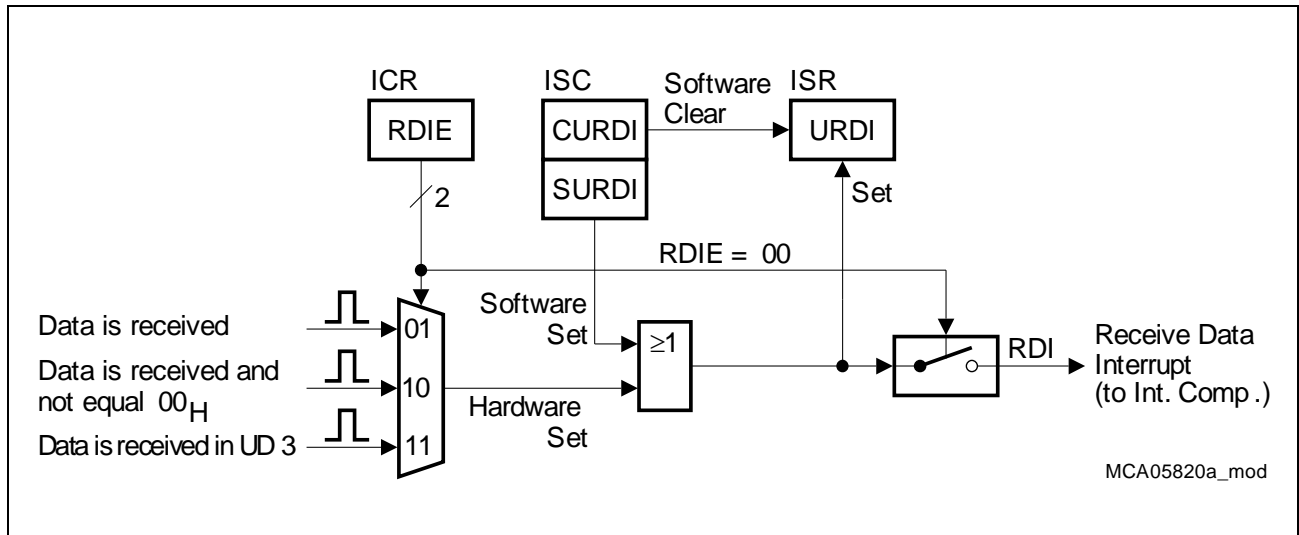 ICR
ISC
Software
Clear
ISR
RDIE
CURDI
URDI
SURDI
2
Set
RDIE = 00
Software
Set
Data is received
01
≥1
RDI
Receive Data
Interrupt
(to Int. Comp.)
Data is received and
not equal 00H
10
Hardware
Set
Data is received in UD 3
11
MCA05820a_mod